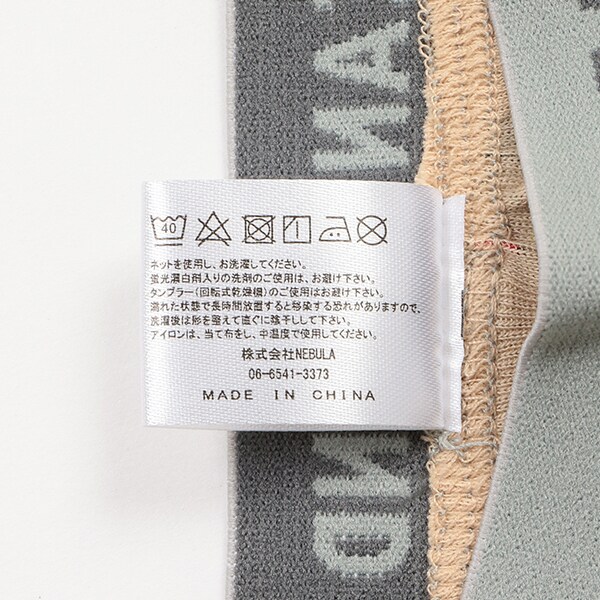 40
ネットを使用し、お洗濯してください。
蛍光漂白剤入りの洗剤のご使用は、お避け下さい。
タンブラー(回転式乾燥機)のご使用はお避け下さい。
濡れた状態で長時間放置すると移染する恐れがありますので、
洗濯後は形を整えて直ぐに陰干しして下さい。
アイロンは、当て布をし、中温度で使用してください。
株式会社NEBULA
06-6541-3373
MADE IN CHINA